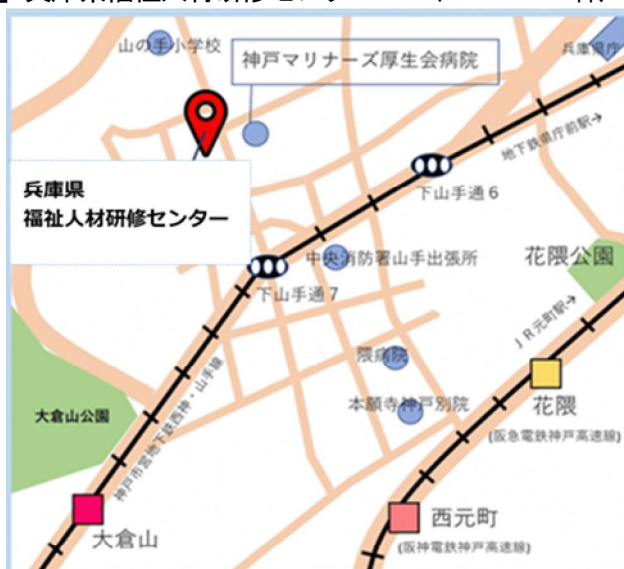 山の手小学校
神戸マリナーズ厚生会病院
兵庫県庁
地下鉄県庁前駅→
兵庫県
福祉人材研修センター
下山手通6
中央消防署山手出張所
花隈公園
下山手通7
JR元町駅→
隈病院
花隈
本願寺神戸別院
(阪急電鉄神戸高速線)
大倉山公園
神戸市営地下鉄西神・山手線
西元町
大倉山
(阪神電鉄神戸高速線)